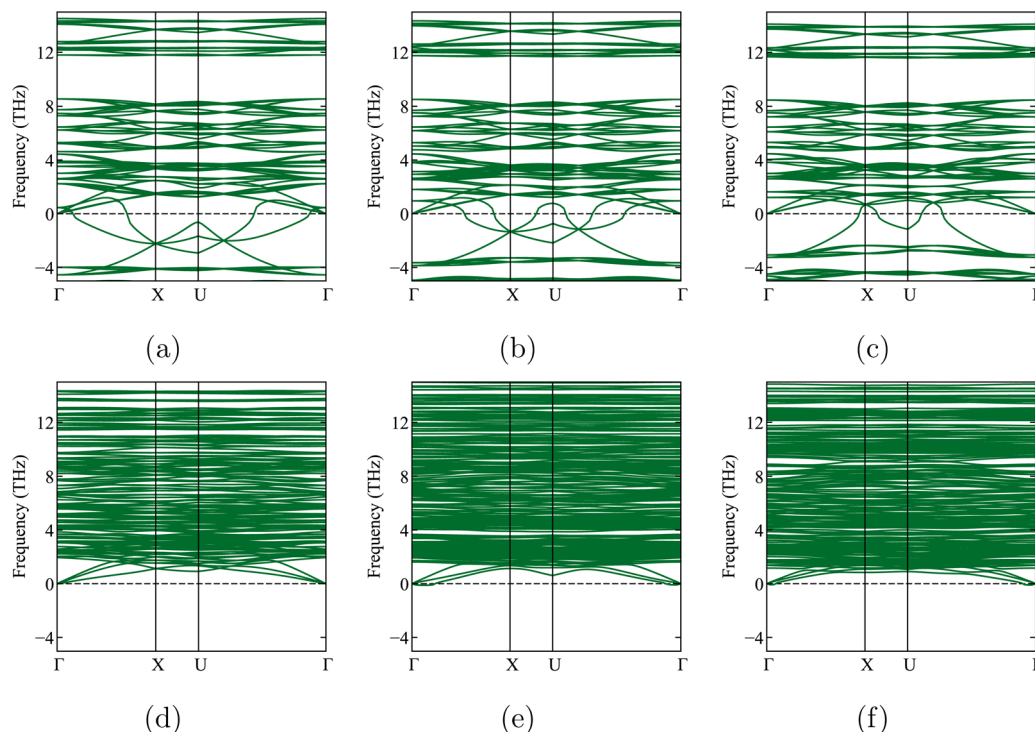 12
8
4
0
−4
Frequency (THz)
Γ X U Γ
(a)
12
8
4
0
−4
Frequency (THz)
Γ X U Γ
(b)
12
8
4
0
−4
Frequency (THz)
Γ X U
(c)
12
8
4
0
−4
Frequency (THz)
Γ X U Γ
(d)
12
8
4
0
−4
Frequency (THz)
Γ X U Γ
(e)
12
8
4
0
−4
Frequency (THz)
Γ X U
(f)